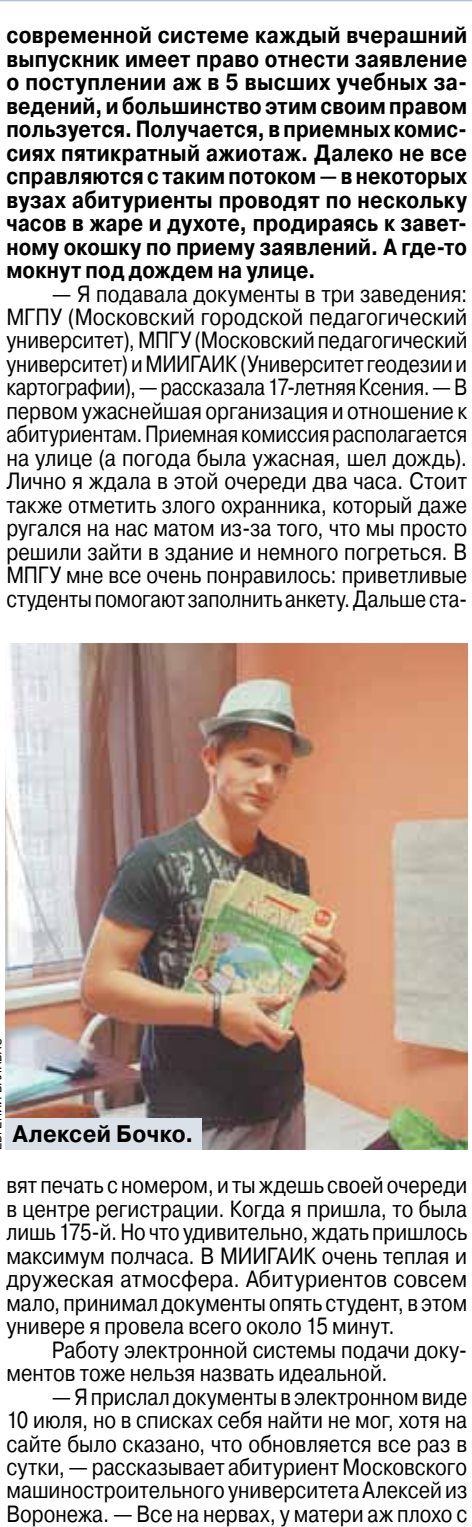 современной системе каждый вчерашний
выпускник имеет право отнести заявление
о поступлении аж в 5 высших учебных за-
ведений, и большинство этим своим правом
пользуется. Получается, в приемных комис-
сиях пятикратный ажиотаж. Далеко не все
справляются с таким потоком — в некоторых
вузах абитуриенты проводят по нескольку
часов в жаре и духоте, продираясь к завет-
ному окошку по приему заявлений. А где-то
мокнут под дождем на улице.
— Я подавала документы в три заведения:
МГПУ (Московский городской педагогический
университет), МПГУ (Московский педагогический
университет) и МИИГАИК (Университет геодезии и
картографии), — рассказала 17-летняя Ксения. — В
первом ужаснейшая организация и отношение к
абитуриентам. Приемная комиссия располагается
на улице (а погода была ужасная, шел дождь).
Лично я ждала в этой очереди два часа. Стоит
также отметить злого охранника, который даже
ругался на нас матом из-за того, что мы просто
решили зайти в здание и немного погреться. В
МПГУ мне все очень понравилось: приветливые
студенты помогают заполнить анкету. Дальше ста-
Алексей Бочко.
вят печать с номером, и ты ждешь своей очереди
в центре регистрации. Когда я пришла, то была
лишь 175-й. Но что удивительно, ждать пришлось
максимум полчаса. В МИИГАИК очень теплая и
дружеская атмосфера. Абитуриентов совсем
мало, принимал документы опять студент, в этом
универе я провела всего около 15 минут.
Работу электронной системы подачи доку-
ментов тоже нельзя назвать идеальной.
— Я прислал документы в электронном виде
10 июля, но в списках себя найти не мог, хотя на
сайте было сказано, что обновляется все раз в
сутки, — рассказывает абитуриент Московского
машиностроительного университета Алексей из
Воронежа. — Все на нервах, у матери аж плохо с